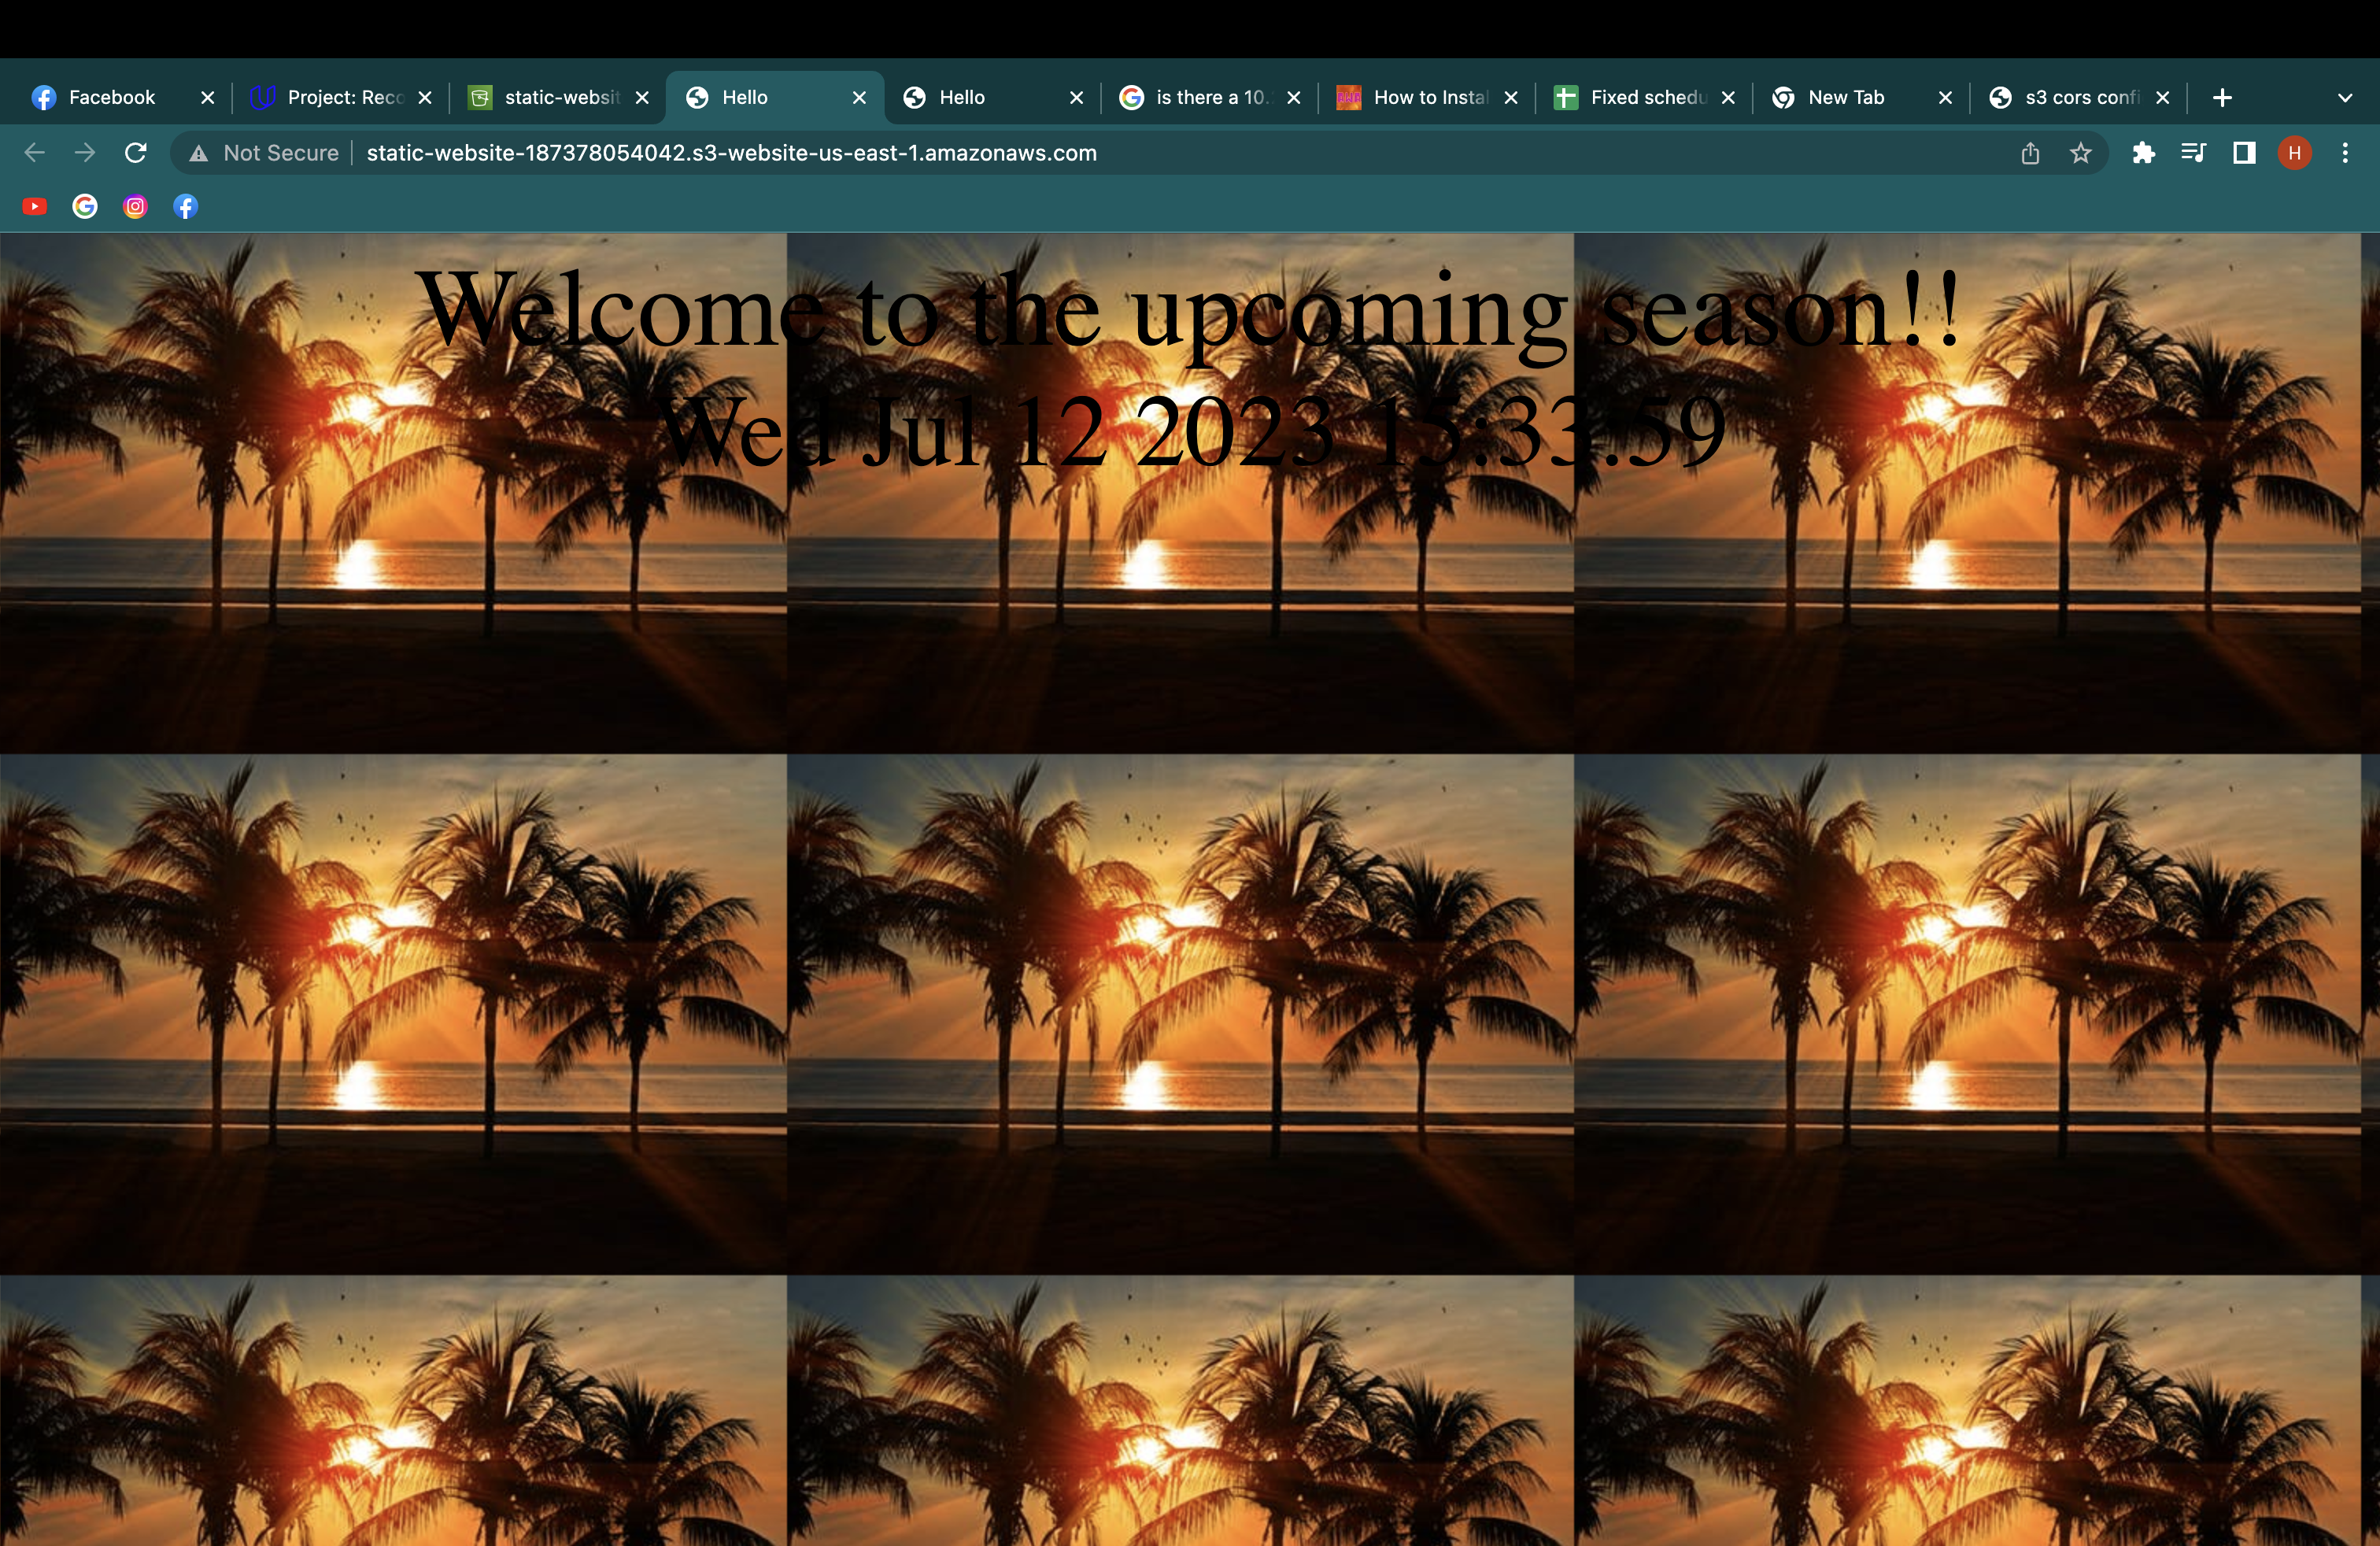 Facebook
Project: Reco
static-websit
Hello
Hello
is there a 10.
How to Instal
Fixed schedu
New Tab
s3 cors confi
Not Secure
static-website-187378054042.s3-website-us-east-1.amazonaws.com
H
Welcome to the upcoming season!!
Wed Jul 12 2023 15:33:59